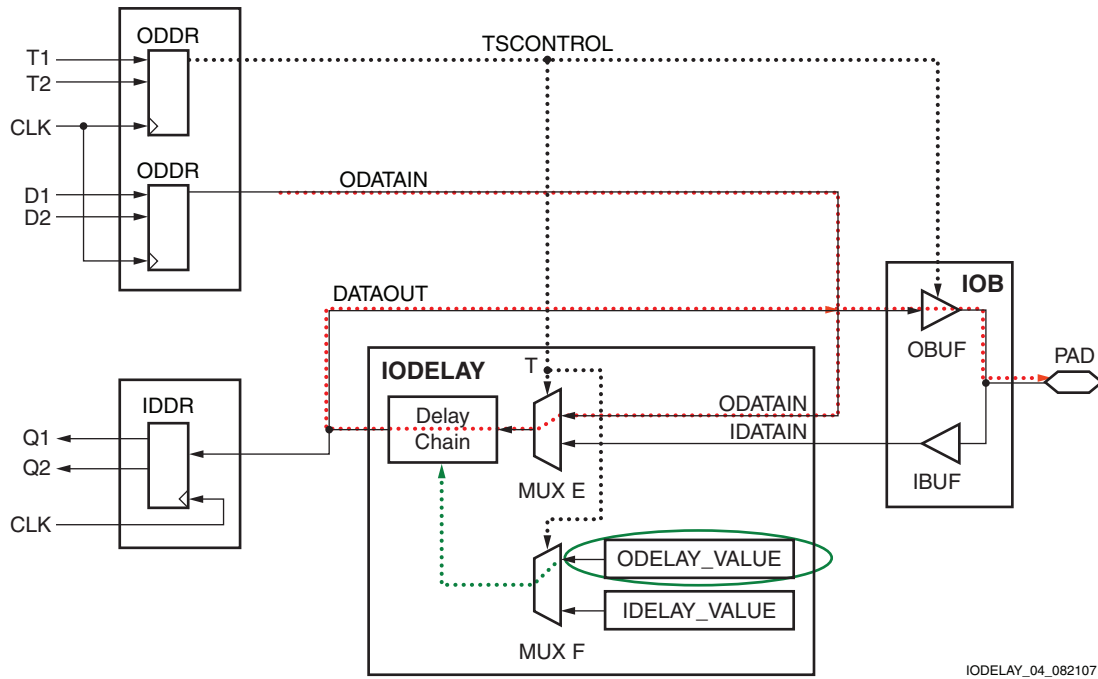 ODDR
T1
T2
CLK
TSCONTROL
ODDR
D1
D2
ODATAIN
DATAOUT
IOB
OBUF
PAD
IODELAY
T
IDDR
Q1
Q2
CLK
Delay
Chain
ODATAIN
IDATAIN
MUX E
IBUF
ODELAY_VALUE
IDELAY_VALUE
MUX F
IODELAY_04_082107